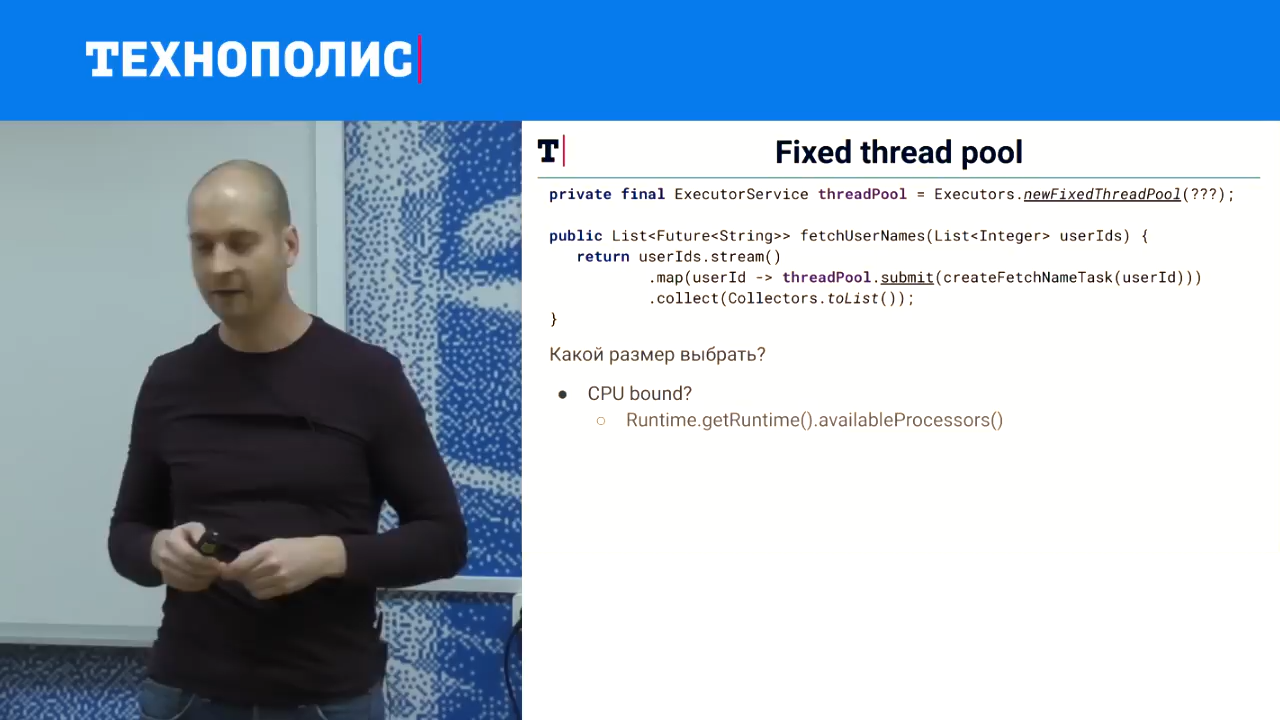 ТЕХНОПОЛИС
T
Fixed thread pool
private final ExecutorService threadPool = Executors.newFixedThreadPool(???);
public List<Future<String>> fetchUserNames(List<Integer> userIds) {
return userIds.stream()
.map(userId -> threadPool.submit(createFetchNameTask(userId)))
.collect(Collectors.toList());
}
Какой размер выбрать?
● CPU bound?
○ Runtime.getRuntime().availableProcessors()